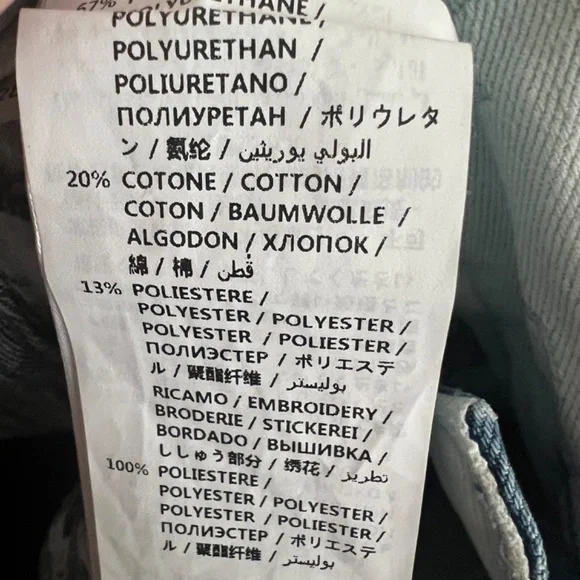 67% POLYURETHANE /
POLYURETHANE /
POLYURETHAN /
POLIURETANO /
ПОЛИУРЕТАН / ポリウレタ
ン / 氨纶 / البولي يوريثين
20% COTONE / COTTON /
COTON / BAUMWOLLE /
ALGODON / ХЛОПОК /
綿 / 棉 / قطن
13% POLIESTERE /
POLYESTER / POLYESTER /
POLYESTER / POLIESTER /
ПОЛИЭСТЕР / ポリエステ
ル / 聚酯纤维 / بوليستر
RICAMO / EMBROIDERY /
BRODERIE / STICKEREI /
BORDADO / ВЫШИВКА /
ししゅう部分 / 绣花 / تطريز
100% POLIESTERE /
POLYESTER / POLYESTER /
POLYESTER / POLIESTER /
ПОЛИЭСТЕР / ポリエステ
ル / 聚酯纤维 / بوليستر